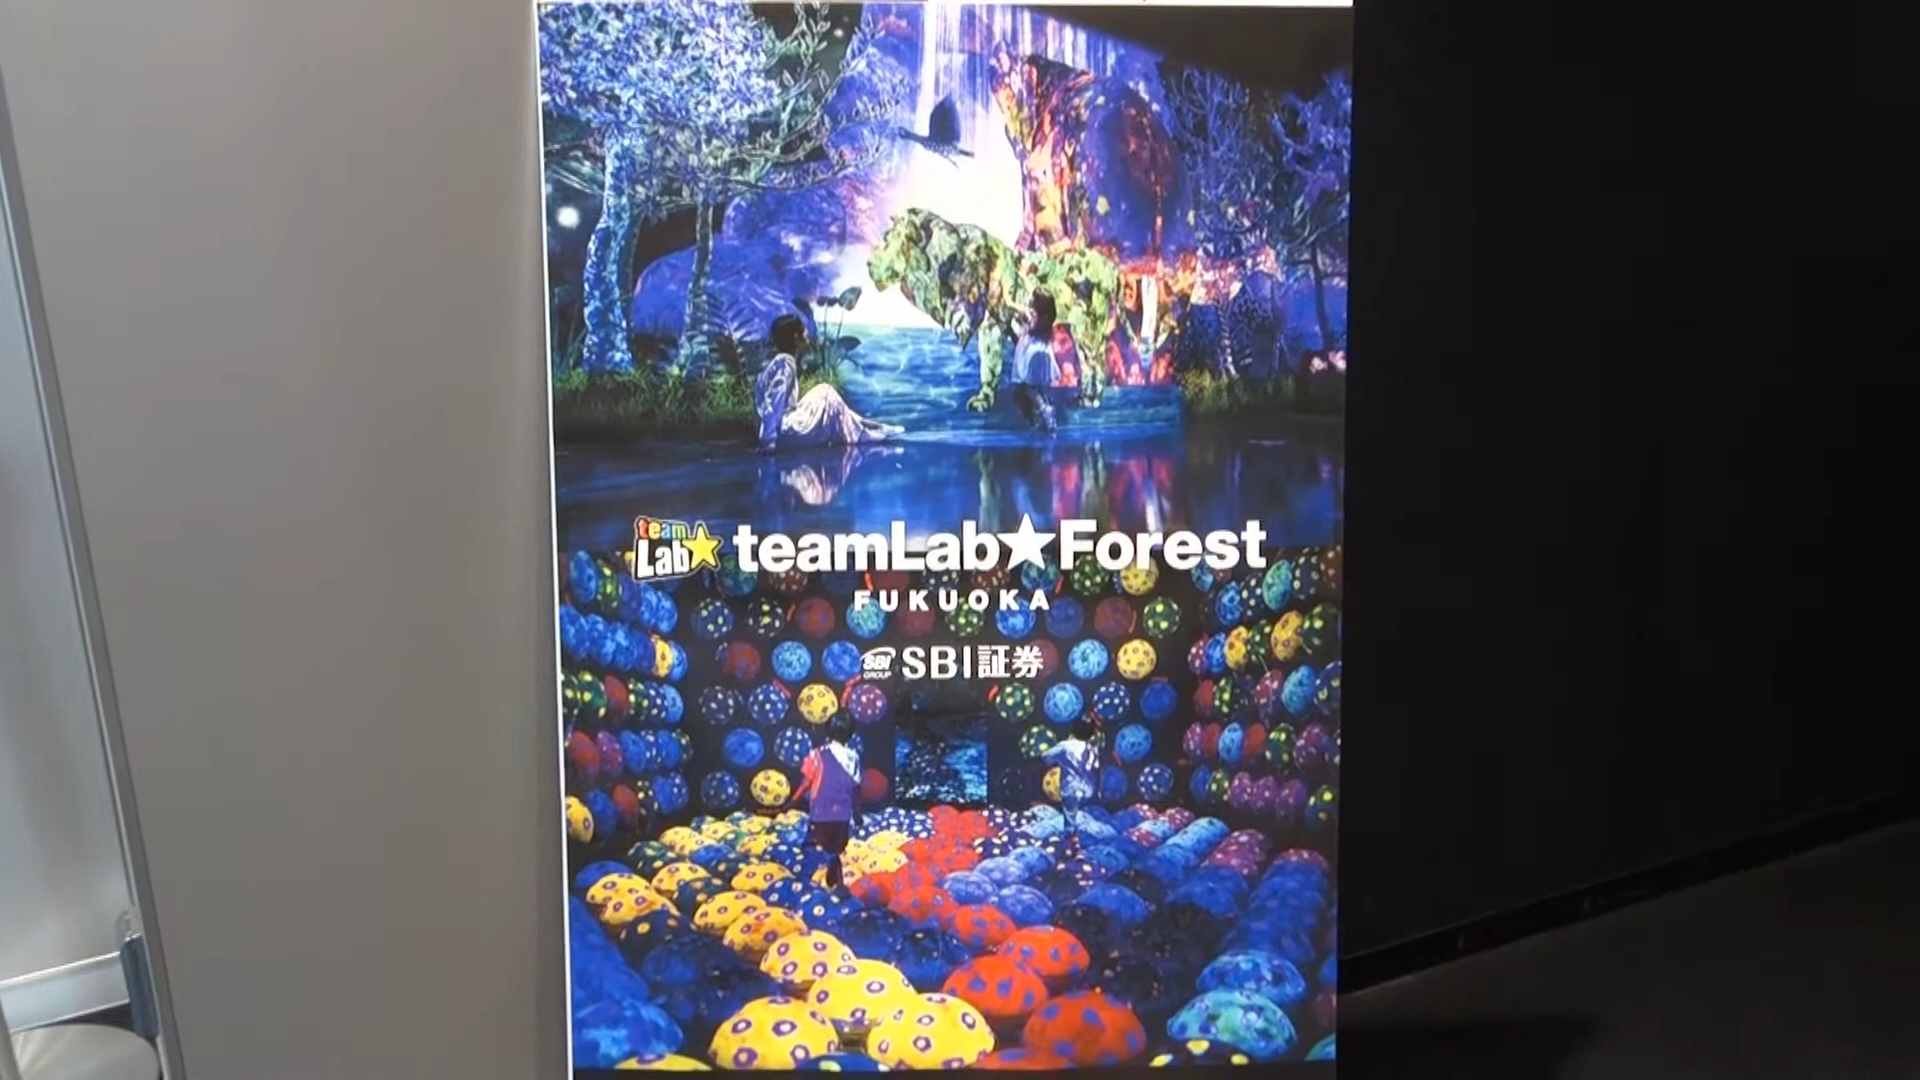 team
Lab★ teamLab★Forest
FUKUOKA
SBI
GROUP
SBI証券